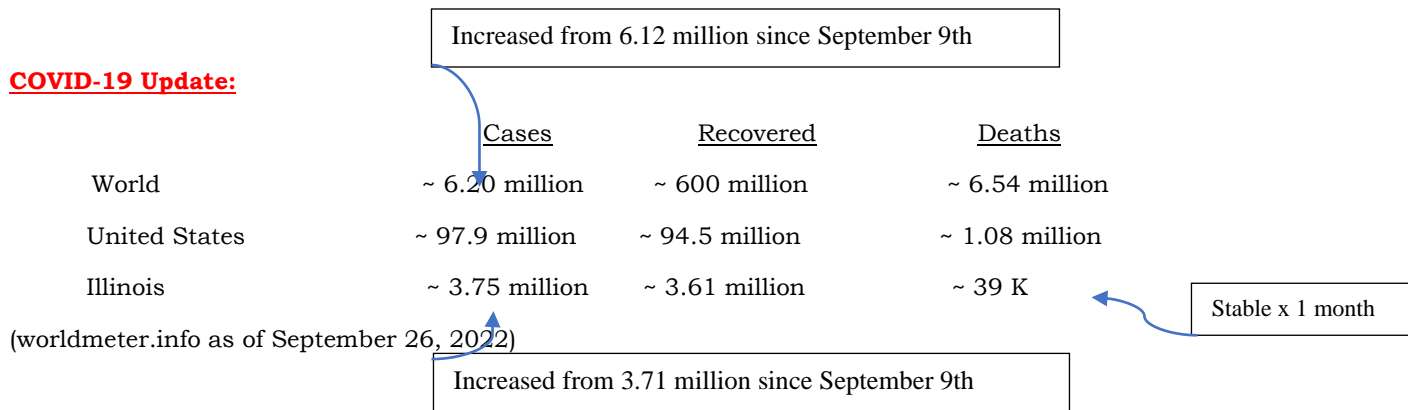 Increased from 6.12 million since September 9th
COVID-19 Update:
Cases Recovered Deaths
World ~ 6.20 million ~ 600 million ~ 6.54 million
United States ~ 97.9 million ~ 94.5 million ~ 1.08 million
Illinois ~ 3.75 million ~ 3.61 million ~ 39 K
Stable x 1 month
(worldmeter.info as of September 26, 2022)
Increased from 3.71 million since September 9th